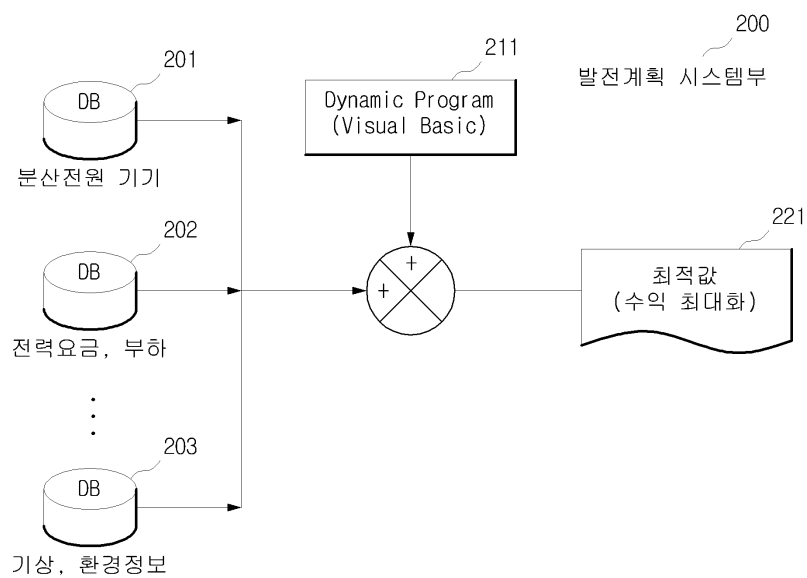 200
발전계획 시스템부
201
DB
분산전원 기기
211
Dynamic Program
(Visual Basic)
202
DB
전력요금, 부하
+
+
221
최적값
(수익 최대화)
203
DB
기상, 환경정보